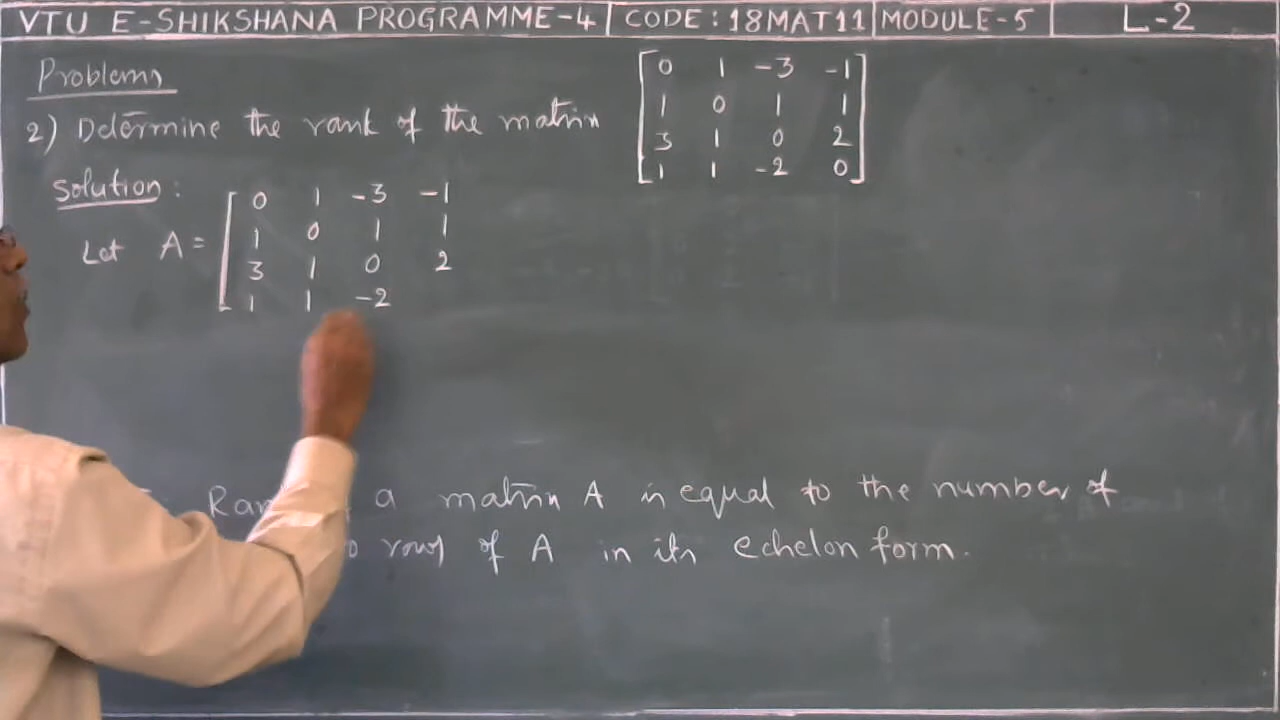 VTU E-SHIKSHANA PROGRAMME-4 CODE: 18MAT11 MODULE-5 L-2
Problems
2) Determine the rank of the matrix
0 1 -3 -1
1 0 1 1
3 1 0 2
1 1 -2 0
Solution:
Let A =
0 1 -3 -1
1 0 1 1
3 1 0 2
1 1 -2
a matrix A is equal to the number of
rows of A in its echelon form.